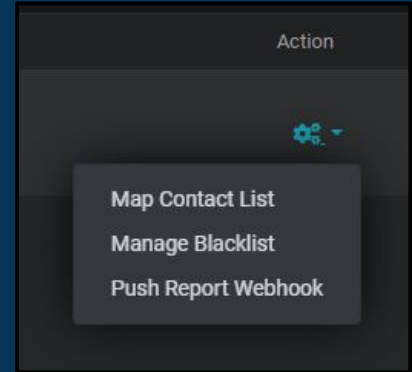 Action
Map Contact List
Manage Blacklist
Push Report Webhook